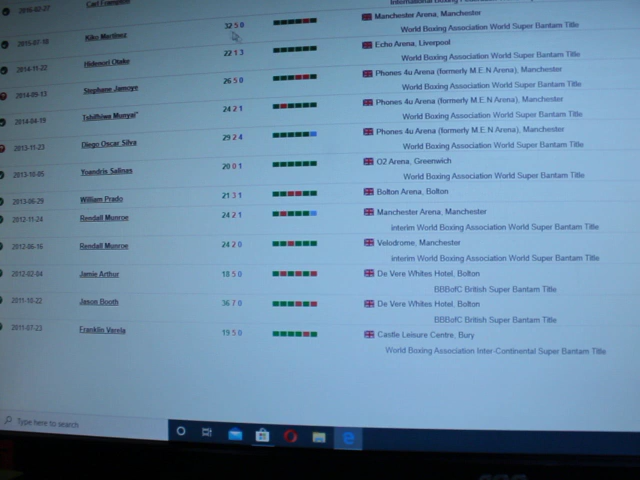 2016-02-27 Carl Frampton International Boxing Federation World Super Bantam Title
2015-07-18 Kiko Martinez 32 5 0 Manchester Arena, Manchester
World Boxing Association World Super Bantam Title
2014-11-22 Hidenori Otake 22 1 3 Echo Arena, Liverpool
World Boxing Association World Super Bantam Title
2014-09-13 Stephane Jamoye 26 5 0 Phones 4u Arena (formerly M.E.N Arena), Manchester
World Boxing Association World Super Bantam Title
2014-04-19 Tshifhiwa Munyai* 24 2 1 Phones 4u Arena (formerly M.E.N Arena), Manchester
World Boxing Association World Super Bantam Title
2013-11-23 Diego Oscar Silva 29 2 4 Phones 4u Arena (formerly M.E.N Arena), Manchester
World Boxing Association World Super Bantam Title
2013-10-05 Yoandris Salinas 20 0 1 O2 Arena, Greenwich
World Boxing Association World Super Bantam Title
2013-06-29 William Prado 21 3 1 Bolton Arena, Bolton
2012-11-24 Rendall Munroe 24 2 1 Manchester Arena, Manchester
interim World Boxing Association World Super Bantam Title
2012-06-16 Rendall Munroe 24 2 0 Velodrome, Manchester
interim World Boxing Association World Super Bantam Title
2012-02-04 Jamie Arthur 18 5 0 De Vere Whites Hotel, Bolton
BBBofC British Super Bantam Title
2011-10-22 Jason Booth 36 7 0 De Vere Whites Hotel, Bolton
BBBofC British Super Bantam Title
2011-07-23 Franklin Varela 19 5 0 Castle Leisure Centre, Bury
World Boxing Association Inter-Continental Super Bantam Title
Type here to search